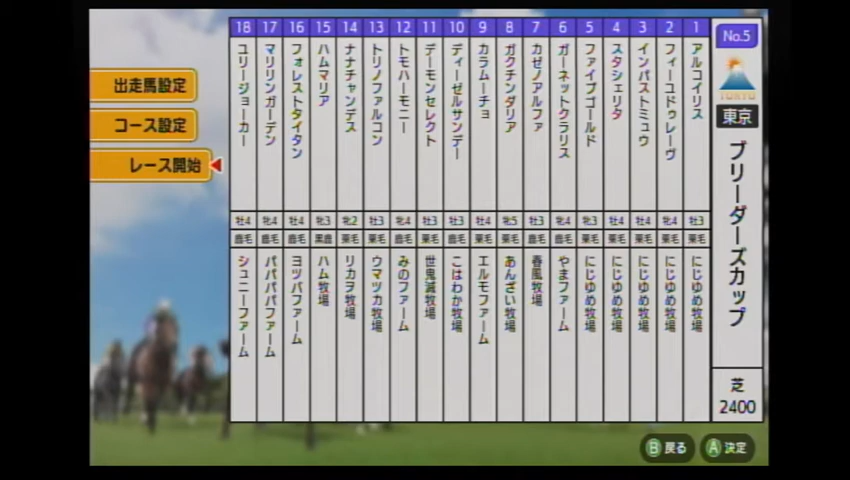 No.5
TOKYO
東京
ブリーダーズカップ
芝
2400
出走馬設定
コース設定
レース開始
1 アルコイリス 牡3 栗毛 にじゆめ牧場
2 フィーユドゥレーヴ 牝4 栗毛 にじゆめ牧場
3 インパストミュウ 牡4 栗毛 にじゆめ牧場
4 スタシェリタ 牡4 栗毛 にじゆめ牧場
5 ファイブゴールド 牝3 栗毛 にじゆめ牧場
6 ガーネットクラリス 牝4 鹿毛 やまファーム
7 カゼノアルファ 牡3 鹿毛 春風牧場
8 ガクチンダリア 牝5 栗毛 あんざい牧場
9 カラムーチョ 牡4 栗毛 エルモファーム
10 ディーゼルサンデー 牡3 鹿毛 こはわか牧場
11 デーモンセレクト 牡3 栗毛 世鬼滅牧場
12 トモハーモニー 牝4 鹿毛 みのファーム
13 トリノファルコン 牡3 栗毛 ウマツカ牧場
14 ナナチャンデス 牝2 栗毛 リカヲ牧場
15 ハムマリア 牝3 黒鹿 ハム牧場
16 フォレストタイタン 牡4 鹿毛 ヨツバファーム
17 マリリンガーデン 牝4 鹿毛 パパパパファーム
18 ユリージョーカー 牡4 鹿毛 シュニーファーム
B 戻る
A 決定